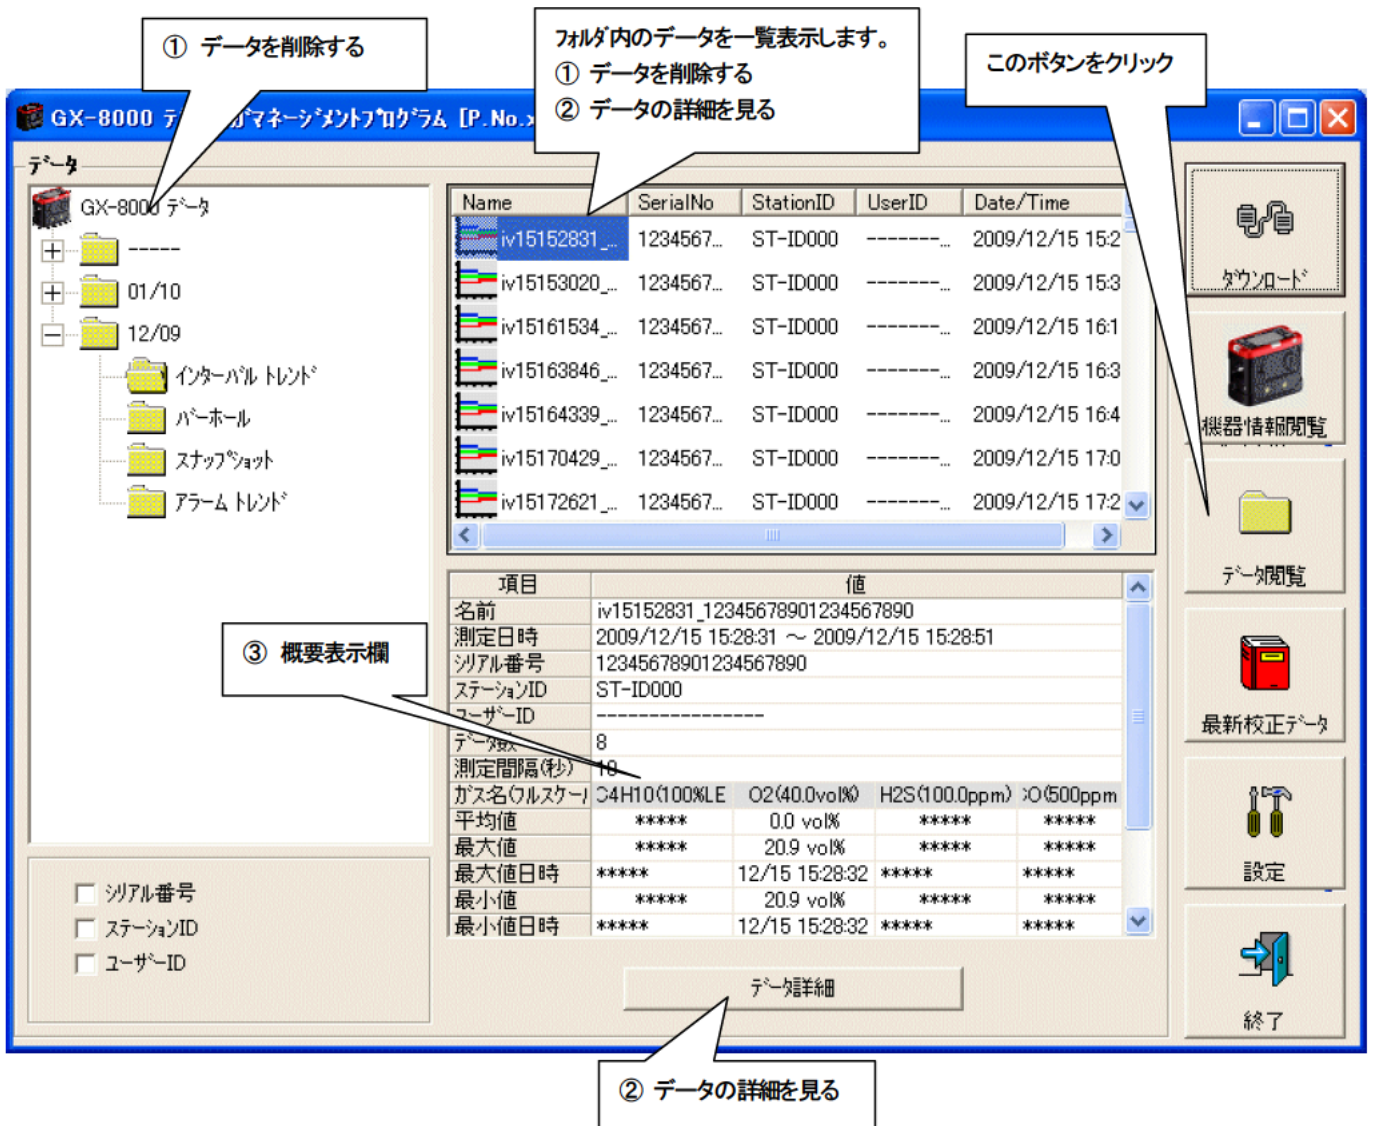 ① データを削除する
フォルダ内のデータを一覧表示します。
① データを削除する
② データの詳細を見る
このボタンをクリック
GX-8000 デ ガマネージメントプログラム [P.No.x
データ
GX-8000 データ
-----
01/10
12/09
インターバル トレンド
バーホール
スナップショット
アラーム トレンド
Name SerialNo StationID UserID Date/Time
iv15152831_... 1234567... ST-ID000 -------... 2009/12/15 15:2
iv15153020_... 1234567... ST-ID000 -------... 2009/12/15 15:3
iv15161534_... 1234567... ST-ID000 -------... 2009/12/15 16:1
iv15163846_... 1234567... ST-ID000 -------... 2009/12/15 16:3
iv15164339_... 1234567... ST-ID000 -------... 2009/12/15 16:4
iv15170429_... 1234567... ST-ID000 -------... 2009/12/15 17:0
iv15172621_... 1234567... ST-ID000 -------... 2009/12/15 17:2
項目 値
名前 iv15152831_12345678901234567890
測定日時 2009/12/15 15:28:31 ～ 2009/12/15 15:28:51
シリアル番号 12345678901234567890
ステーションID ST-ID000
ユーザーID ----------------
データ数 8
測定間隔(秒) 10
ガス名(フルスケール C4H10(100%LE O2(40.0vol%) H2S(100.0ppm) CO(500ppm
平均値 ***** 0.0 vol% ***** *****
最大値 ***** 20.9 vol% ***** *****
最大値日時 ***** 12/15 15:28:32 ***** *****
最小値 ***** 20.9 vol% ***** *****
最小値日時 ***** 12/15 15:28:32 ***** *****
③ 概要表示欄
シリアル番号
ステーションID
ユーザーID
データ詳細
② データの詳細を見る
ダウンロード
機器情報閲覧
データ閲覧
最新校正データ
設定
終了